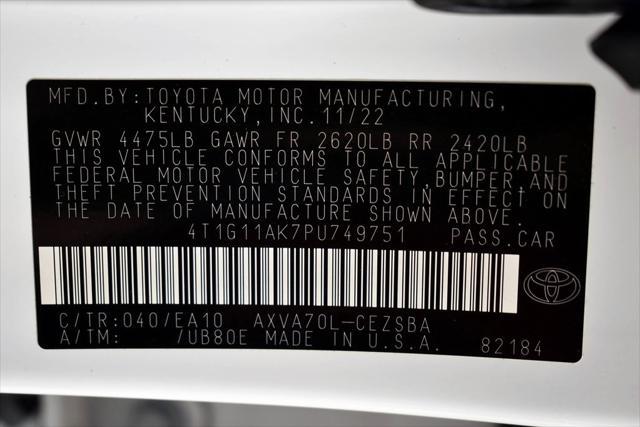 MFD. BY: TOYOTA MOTOR MANUFACTURING,
KENTUCKY, INC. 11/22
GVWR 4475LB GAWR FR 2620LB RR 2420LB
THIS VEHICLE CONFORMS TO ALL APPLICABLE
FEDERAL MOTOR VEHICLE SAFETY, BUMPER, AND
THEFT PREVENTION STANDARDS IN EFFECT ON
THE DATE OF MANUFACTURE SHOWN ABOVE.
4T1G11AK7PU749751 PASS. CAR
C/TR: 040/EA10 AXVA70L-CEZSBA
A/TM: /UB80E MADE IN U.S.A. 82184